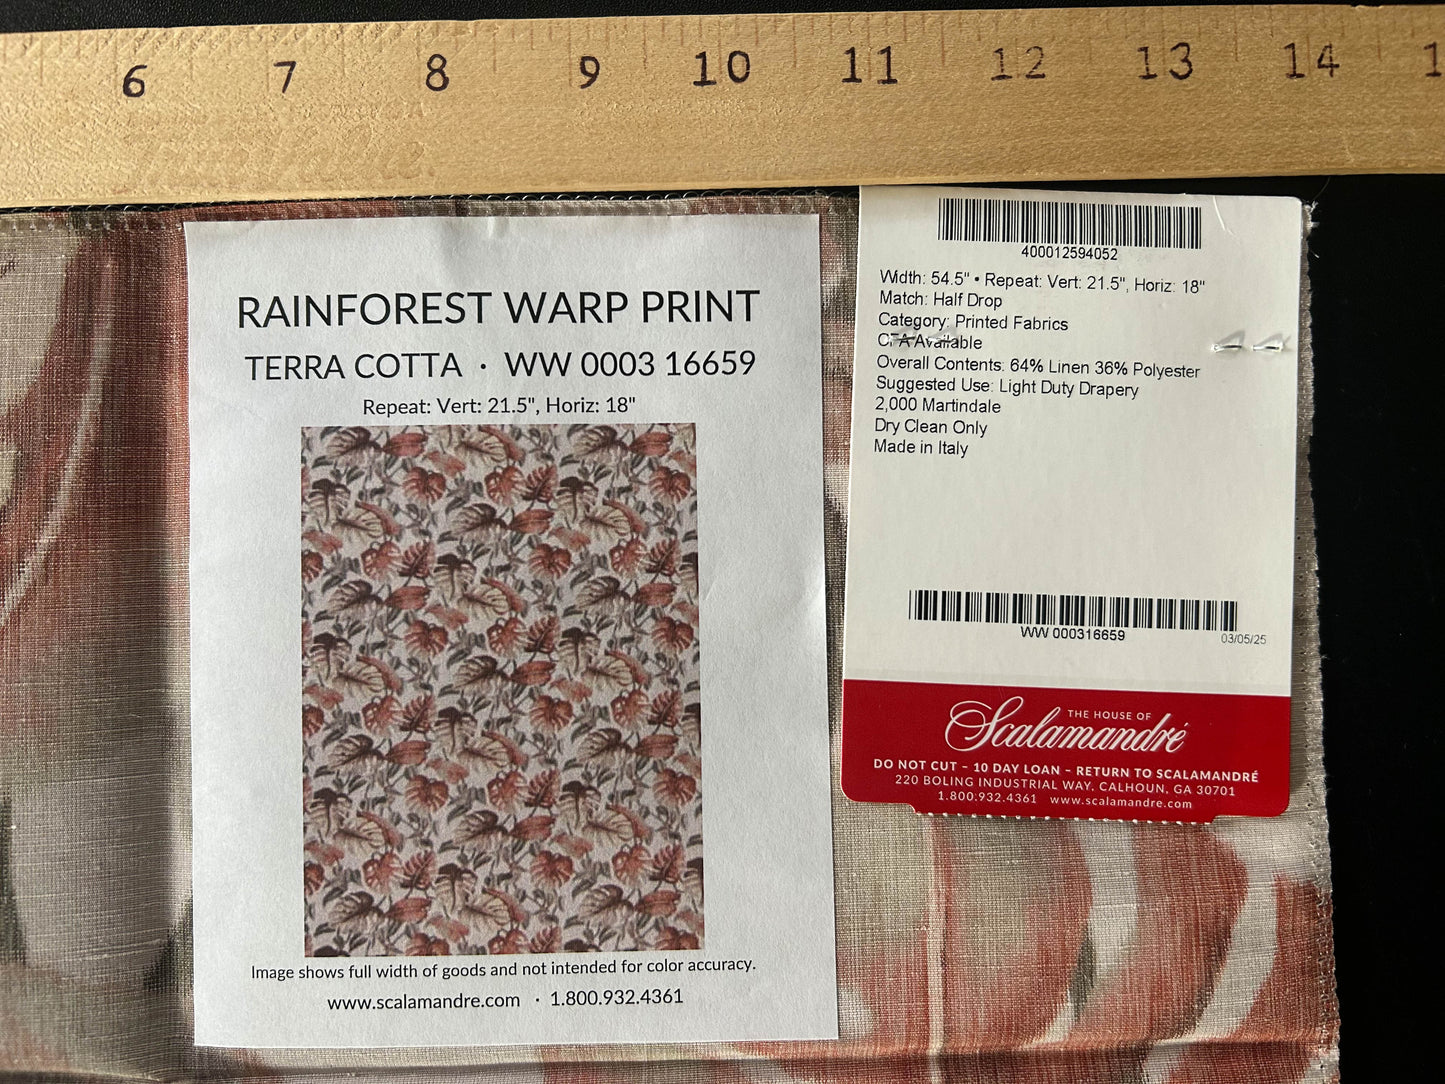 6 7 8 9 10 11 12 13 14 1
RAINFOREST WARP PRINT
TERRA COTTA · WW 0003 16659
Repeat: Vert: 21.5", Horiz: 18"
Image shows full width of goods and not intended for color accuracy.
www.scalamandre.com · 1.800.932.4361
400012594052
Width: 54.5" • Repeat: Vert: 21.5", Horiz: 18"
Match: Half Drop
Category: Printed Fabrics
CFA Available
Overall Contents: 64% Linen 36% Polyester
Suggested Use: Light Duty Drapery
2,000 Martindale
Dry Clean Only
Made in Italy
WW 000316659
03/05/25
THE HOUSE OF
Scalamandré
DO NOT CUT – 10 DAY LOAN – RETURN TO SCALAMANDRÉ
220 BOLING INDUSTRIAL WAY, CALHOUN, GA 30701
1.800.932.4361 www.scalamandre.com